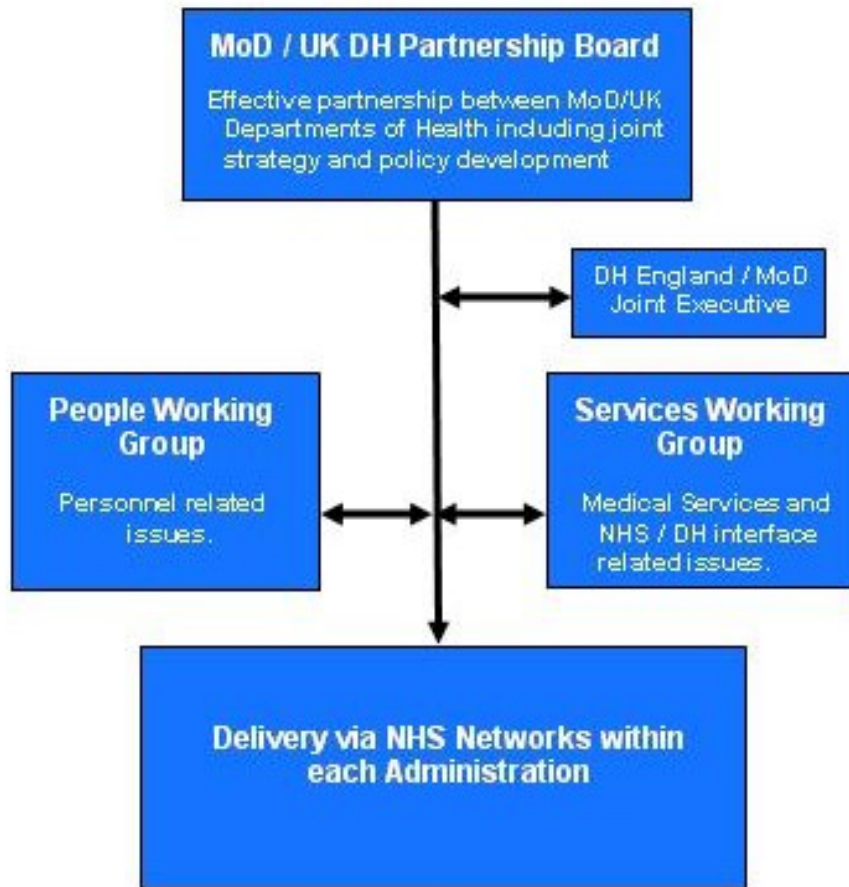 MoD / UK DH Partnership Board
Effective partnership between MoD/UK
Departments of Health including joint
strategy and policy development
DH England / MoD
Joint Executive
People Working
Group
Personnel related
issues.
Services Working
Group
Medical Services and
NHS / DH interface
related issues.
Delivery via NHS Networks within
each Administration